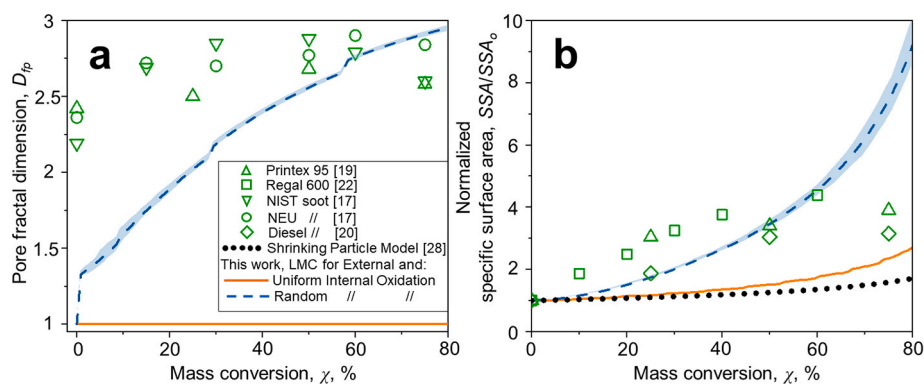 a
3
2.5
2
1.5
1
0
20
40
60
80
Pore fractal dimension, D_fp
Mass conversion, χ, %
Printex 95 [19]
Regal 600 [22]
NIST soot [17]
NEU // [17]
Diesel // [20]
Shrinking Particle Model [28]
This work, LMC for External and:
Uniform Internal Oxidation
Random // //
b
10
8
6
4
2
0
0
20
40
60
80
Normalized
specific surface area, SSA/SSA_o
Mass conversion, χ, %